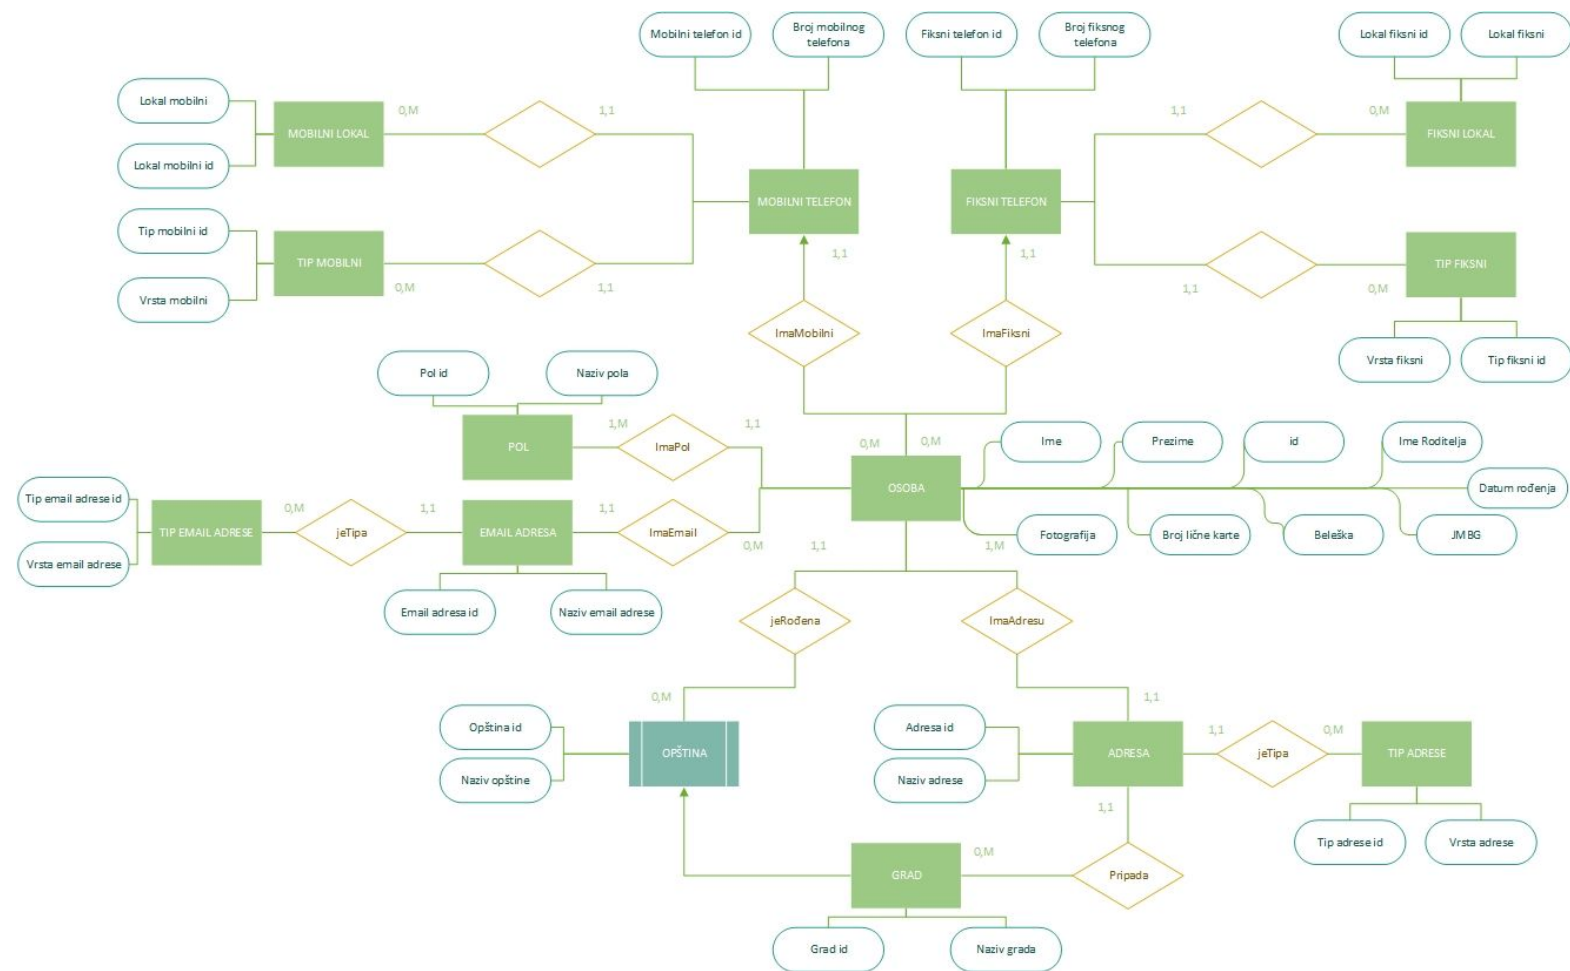 Mobilni telefon id
Broj mobilnog
telefona
Fiksni telefon id
Broj fiksnog
telefona
Lokal fiksni id
Lokal fiksni
Lokal mobilni
Lokal mobilni id
MOBILNI LOKAL
0,M
1,1
1,1
0,M
FIKSNI LOKAL
MOBILNI TELEFON
FIKSNI TELEFON
Tip mobilni id
Vrsta mobilni
TIP MOBILNI
0,M
1,1
1,1
1,1
1,1
0,M
TIP FIKSNI
Vrsta fiksni
Tip fiksni id
ImaMobilni
ImaFiksni
Pol id
Naziv pola
POL
1,M
ImaPol
1,1
0,M
0,M
OSOBA
Ime
Prezime
id
Ime Roditelja
Datum rođenja
Fotografija
Broj lične karte
Beleška
JMBG
Tip email adrese id
Vrsta email adrese
TIP EMAIL ADRESE
0,M
jeTipa
1,1
EMAIL ADRESA
1,1
ImaEmail
0,M
1,1
1,M
Email adresa id
Naziv email adrese
jeRođena
ImaAdresu
0,M
1,1
Opština id
Naziv opštine
OPŠTINA
Adresa id
Naziv adrese
ADRESA
1,1
jeTipa
0,M
TIP ADRESE
1,1
Tip adrese id
Vrsta adrese
GRAD
0,M
Pripada
Grad id
Naziv grada